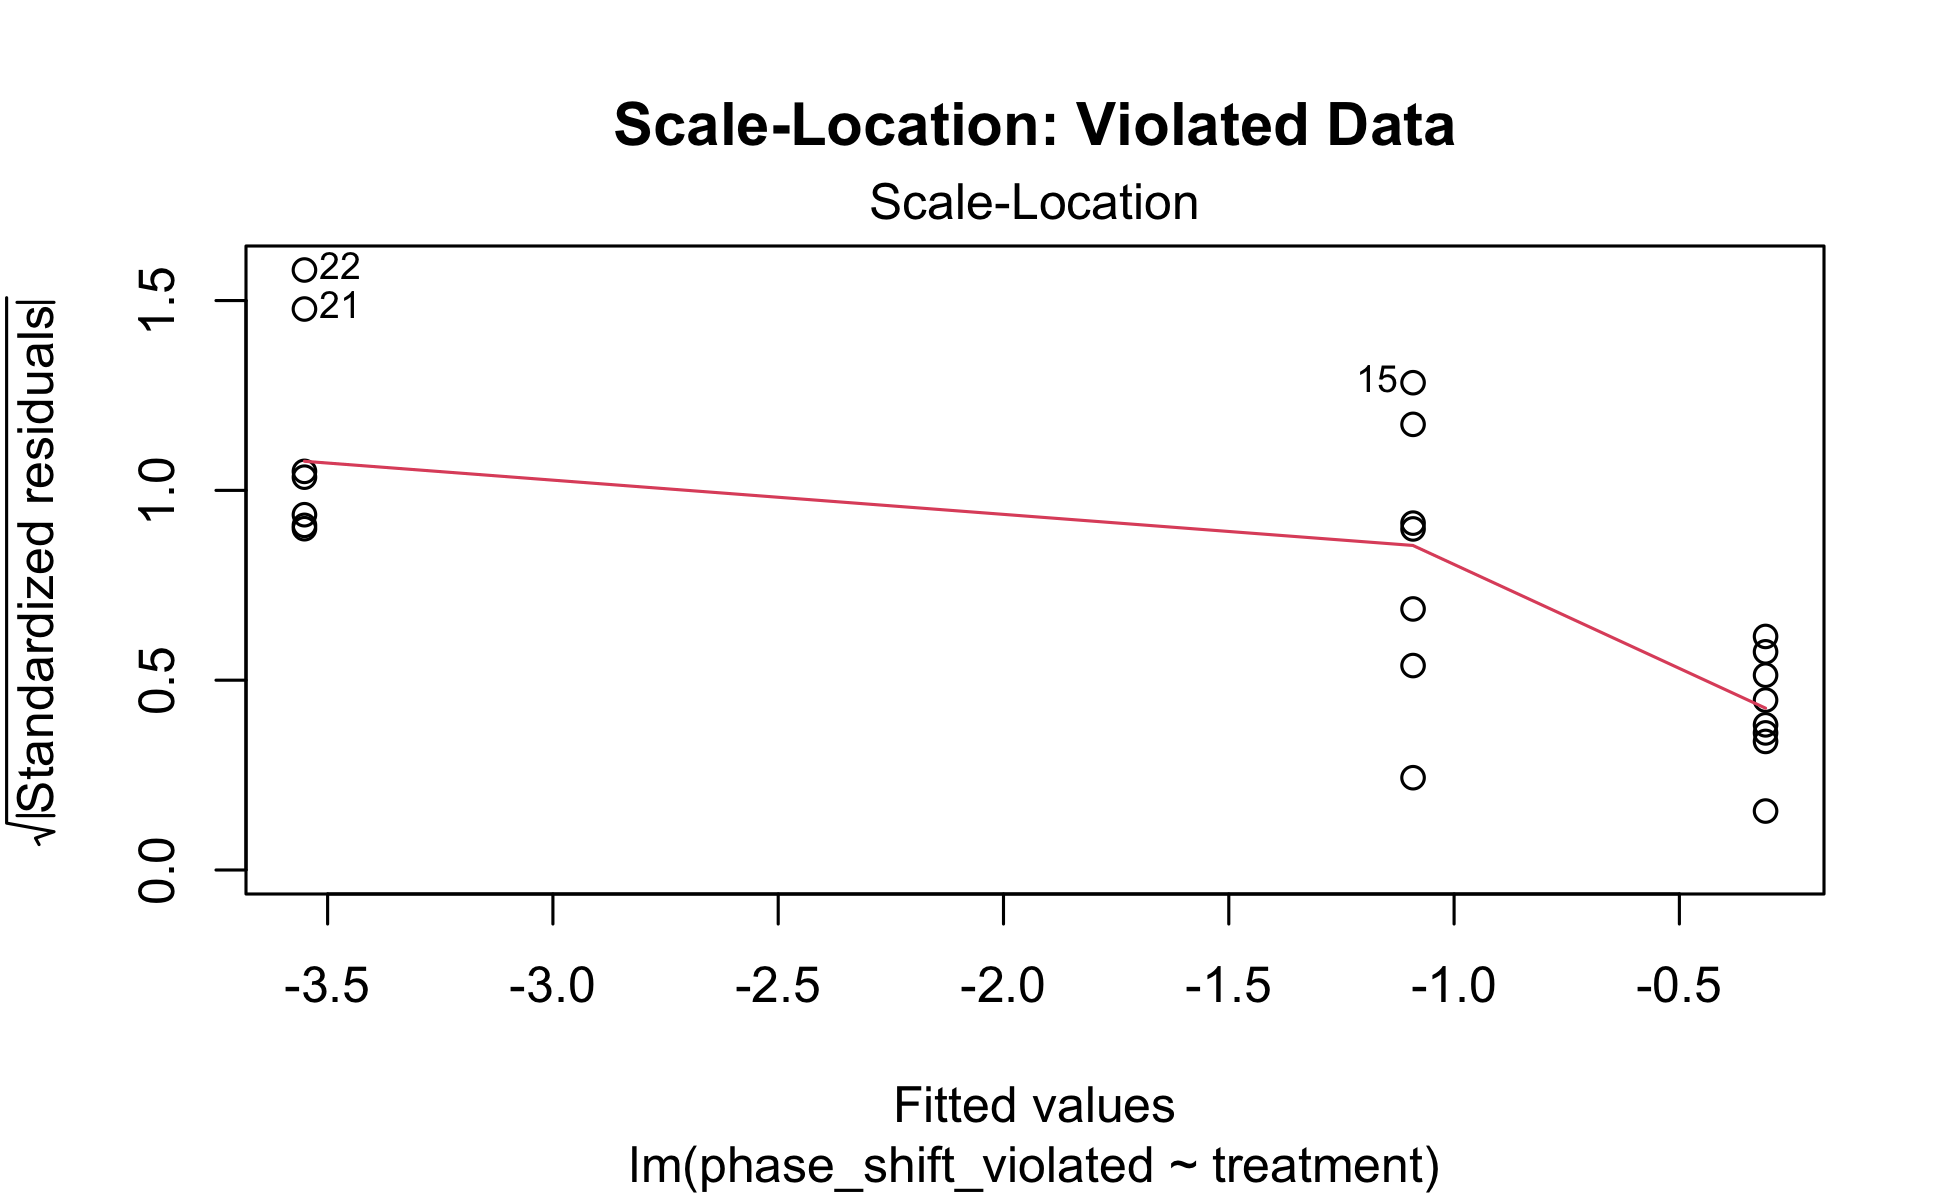 Scale-Location: Violated Data
Scale-Location
√|Standardized residuals|
1.5
1.0
0.5
0.0
22
21
15
-3.5 -3.0 -2.5 -2.0 -1.5 -1.0 -0.5
Fitted values
lm(phase_shift_violated ~ treatment)